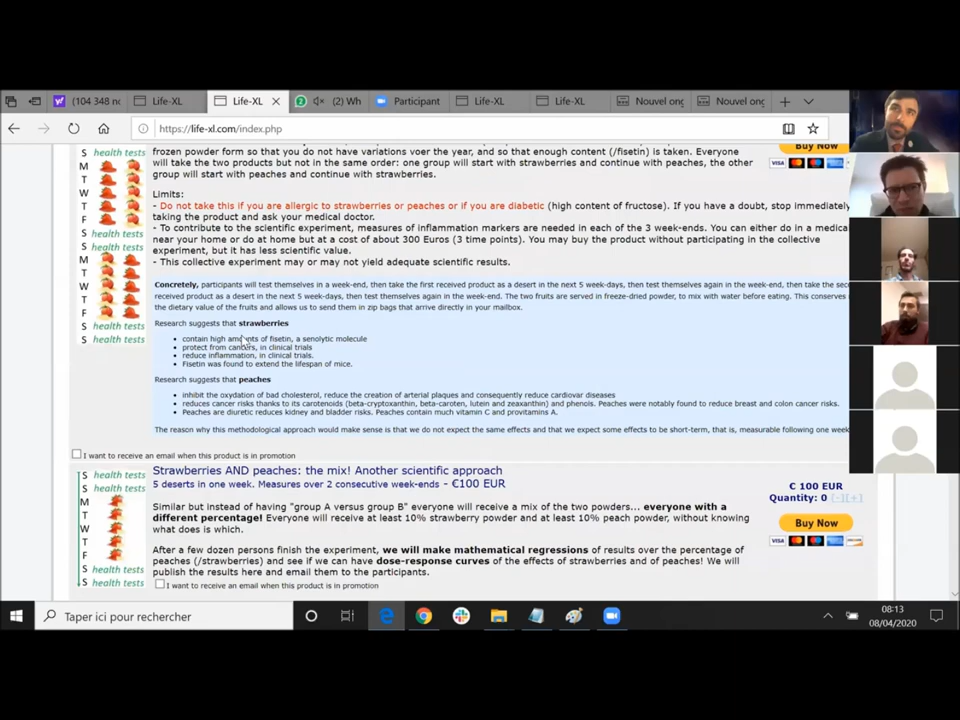 (104 348 nc
Life-XL
Life-XL
(2) Wh
Participant
Life-XL
Life-XL
Nouvel ong
Nouvel ong
https://life-xl.com/index.php
S health tests
M
T
W
T
F
S health tests
S health tests
M
T
W
T
F
S health tests
S health tests
frozen powder form so that you do not have variations voer the year, and so that enough content (/fisetin) is taken. Everyone
will take the two products but not in the same order: one group will start with strawberries and continue with peaches, the other
group will start with peaches and continue with strawberries.
Buy Now
VISA
Limits:
- Do not take this if you are allergic to strawberries or peaches or if you are diabetic (high content of fructose). If you have a doubt, stop immediately
taking the product and ask your medical doctor.
- To contribute to the scientific experiment, measures of inflammation markers are needed in each of the 3 week-ends. You can either do in a medica
near your home or do at home but at a cost of about 300 Euros (3 time points). You may buy the product without participating in the collective
experiment, but it has less scientific value.
- This collective experiment may or may not yield adequate scientific results.
Concretely, participants will test themselves in a week-end, then take the first received product as a desert in the next 5 week-days, then test themselves again in the week-end, then take the secc
received product as a desert in the next 5 week-days, then test themselves again in the week-end. The two fruits are served in freeze-dried powder, to mix with water before eating. This conserves
the dietary value of the fruits and allows us to send them in zip bags that arrive directly in your mailbox.
Research suggests that strawberries
contain high amounts of fisetin, a senolytic molecule
protect from cancers, in clinical trials
reduce inflammation, in clinical trials.
Fisetin was found to extend the lifespan of mice.
Research suggests that peaches
inhibit the oxydation of bad cholesterol, reduce the creation of arterial plaques and consequently reduce cardiovascular diseases
reduces cancer risks thanks to its carotenoids (beta-cryptoxanthin, beta-caroten, lutein and zeaxanthin) and phenols. Peaches were notably found to reduce breast and colon cancer risks.
Peaches are diuretic reduces kidney and bladder risks. Peaches contain much vitamin C and provitamins A.
The reason why this methodological approach would make sense is that we do not expect the same effects and that we expect some effects to be short-term, that is, measurable following one week
I want to receive an email when this product is in promotion
S health tests
S health tests
M
T
W
T
F
S health tests
S health tests
Strawberries AND peaches: the mix! Another scientific approach
5 deserts in one week. Measures over 2 consecutive week-ends - €100 EUR
€ 100 EUR
Quantity: 0 [-][+]
Buy Now
VISA
Similar but instead of having "group A versus group B" everyone will receive a mix of the two powders... everyone with a
different percentage! Everyone will receive at least 10% strawberry powder and at least 10% peach powder, without knowing
what does is which.
After a few dozen persons finish the experiment, we will make mathematical regressions of results over the percentage of
peaches (/strawberries) and see if we can have dose-response curves of the effects of strawberries and of peaches! We will
publish the results here and email them to the participants.
I want to receive an email when this product is in promotion
Taper ici pour rechercher
08:13
08/04/2020